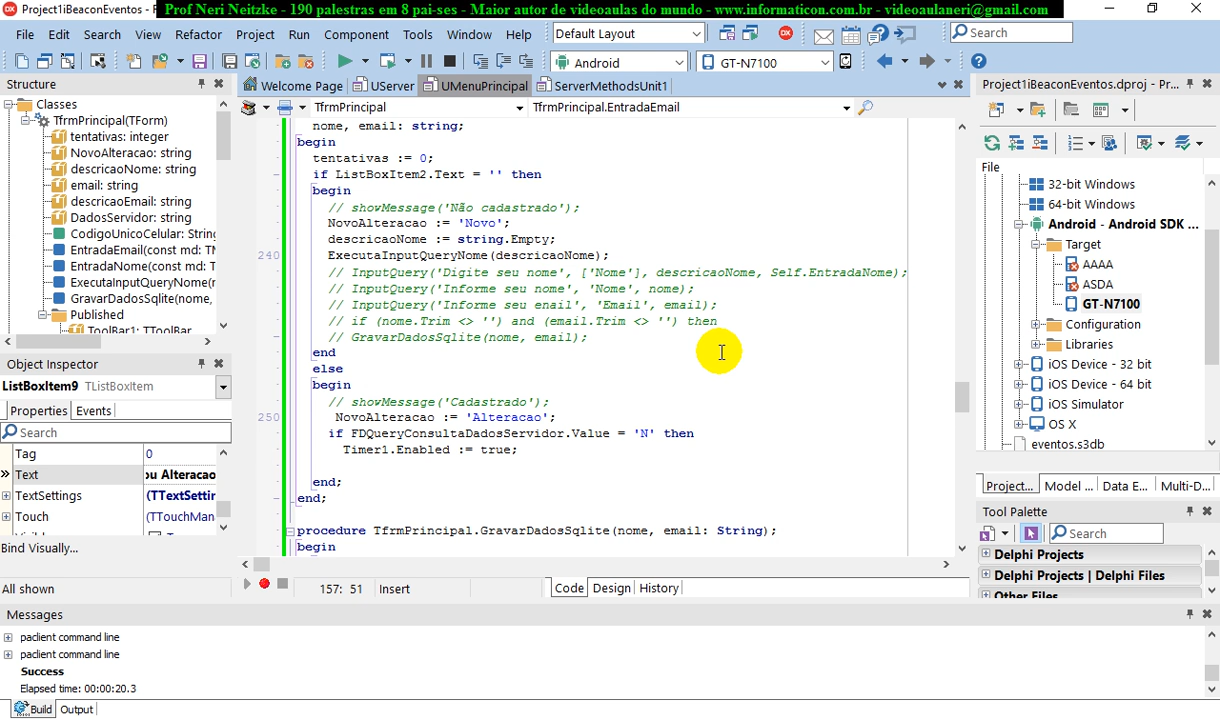 Project1iBeaconEventos - F
Prof Neri Neitzke - 190 palestras em 8 pai-ses - Maior autor de videoaulas do mundo - www.informaticon.com.br - videoaulaneri@gmail.com
File Edit Search View Refactor Project Run Component Tools Window Help
Default Layout
Search
Android
GT-N7100
Structure
Welcome Page UServer UMenuPrincipal ServerMethodsUnit1
Project1iBeaconEventos.dproj - Pr...
TfrmPrincipal TfrmPrincipal.EntradaEmail
Classes
TfrmPrincipal(TForm)
tentativas: integer
NovoAlteracao: string
descricaoNome: string
email: string
descricaoEmail: string
DadosServidor: string
CodigoUnicoCelular: String
EntradaEmail(const md: TM
EntradaNome(const md: T
ExecutaInputQueryNome(r
GravarDadosSqlite(nome,
Published
ToolBar1: TToolBar
Object Inspector
ListBoxItem9 TListBoxItem
Properties Events
Search
Tag 0
Text ou Alteracao
TextSettings (TTextSettin
Touch (TTouchMan
Bind Visually...
All shown
nome, email: string;
begin
tentativas := 0;
if ListBoxItem2.Text = '' then
begin
// showMessage('Não cadastrado');
NovoAlteracao := 'Novo';
descricaoNome := string.Empty;
240 ExecutaInputQueryNome(descricaoNome);
// InputQuery('Digite seu nome', ['Nome'], descricaoNome, Self.EntradaNome);
// InputQuery('Informe seu nome', 'Nome', nome);
// InputQuery('Informe seu enail', 'Email', email);
// if (nome.Trim <> '') and (email.Trim <> '') then
// GravarDadosSqlite(nome, email);
end
else
begin
// showMessage('Cadastrado');
250 NovoAlteracao := 'Alteracao';
if FDQueryConsultaDadosServidor.Value = 'N' then
Timer1.Enabled := true;
end;
end;
procedure TfrmPrincipal.GravarDadosSqlite(nome, email: String);
begin
157: 51 Insert Code Design History
File
32-bit Windows
64-bit Windows
Android - Android SDK ...
Target
AAAA
ASDA
GT-N7100
Configuration
Libraries
iOS Device - 32 bit
iOS Device - 64 bit
iOS Simulator
OS X
eventos.s3db
Project... Model ... Data E... Multi-D...
Tool Palette
Search
Delphi Projects
Delphi Projects | Delphi Files
Other Files
Messages
paclient command line
paclient command line
Success
Elapsed time: 00:00:20.3
Build Output